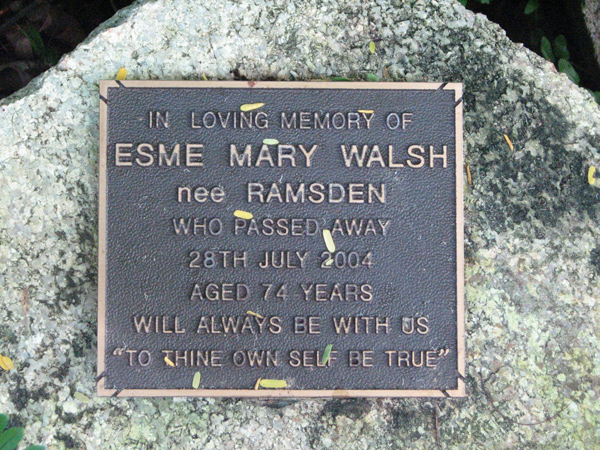 IN LOVING MEMORY OF
ESME MARY WALSH
nee RAMSDEN
WHO PASSED AWAY
28TH JULY 2004
AGED 74 YEARS
WILL ALWAYS BE WITH US
"TO THINE OWN SELF BE TRUE"